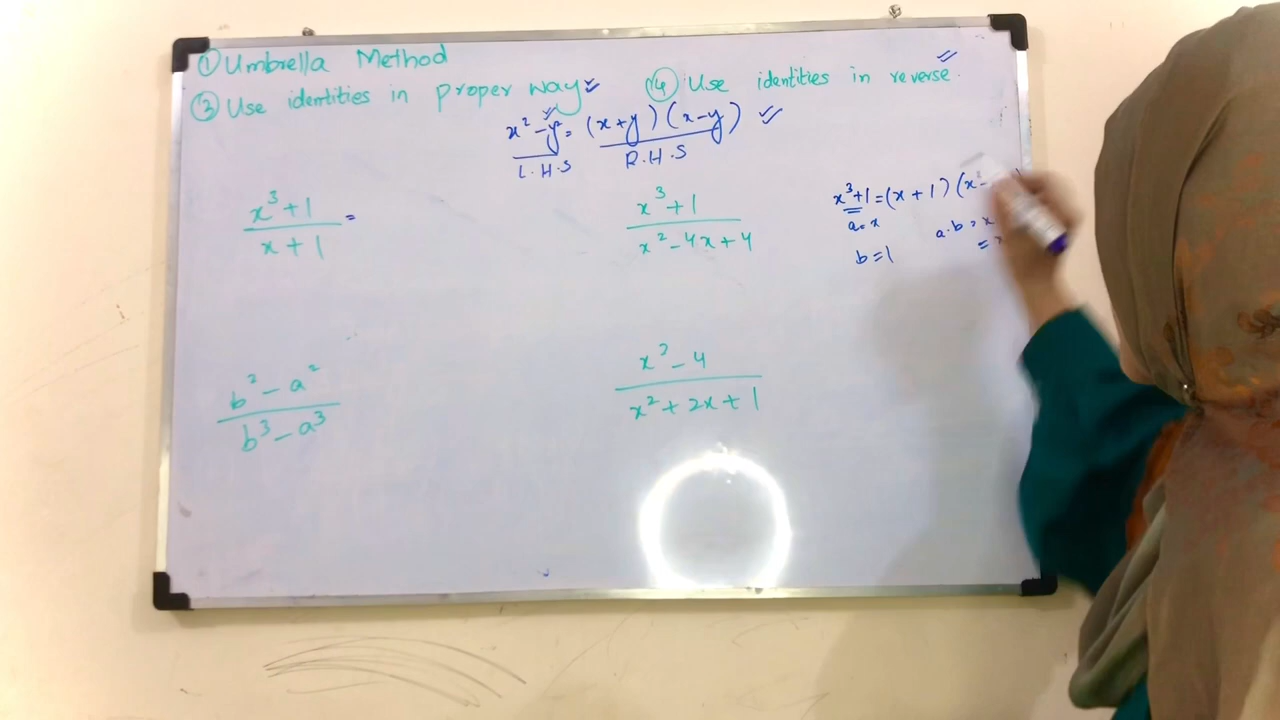 ① Umbrella Method
③ Use identities in proper way
④ Use identities in reverse.
x² - y² = (x+y)(x-y)
L.H.S R.H.S
x³+1 / x+1 =
x³+1 / x²-4x+4
x³+1 = (x+1)(x²-
a=x
b=1
a.b = x
=
b²-a² / b³-a³
x²-4 / x²+2x+1